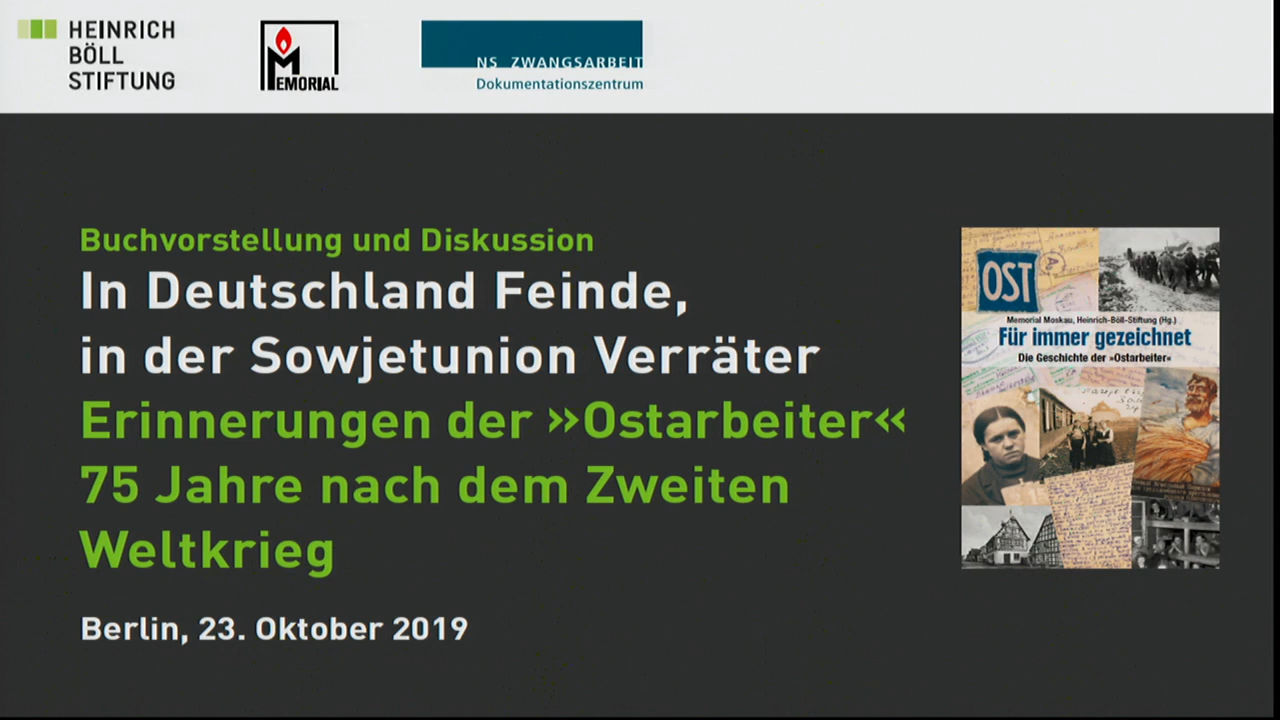 HEINRICH
BÖLL
STIFTUNG
MEMORIAL
NS ZWANGSARBEIT
Dokumentationszentrum
Buchvorstellung und Diskussion
In Deutschland Feinde,
in der Sowjetunion Verräter
Erinnerungen der »Ostarbeiter«
75 Jahre nach dem Zweiten
Weltkrieg
Berlin, 23. Oktober 2019
OST
Memorial Moskau, Heinrich-Böll-Stiftung (Hg.)
Für immer gezeichnet
Die Geschichte der »Ostarbeiter«